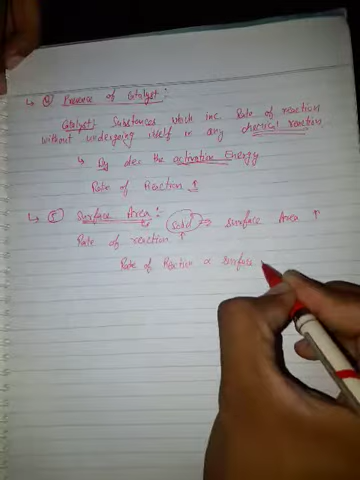 ↳ ④ Presence of Catalyst:
Catalyst: Substances which inc. Rate of reaction
without undergoing itself in any chemical reaction
↳ By dec the activation Energy
Rate of Reaction ↑
↳ ⑤ Surface Area:
Solid ⇒ Surface Area ↑
Rate of reaction ↑
Rate of Reaction ∝ Surface